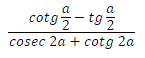 cotg a/2 − tg a/2
cosec 2a + cotg 2a